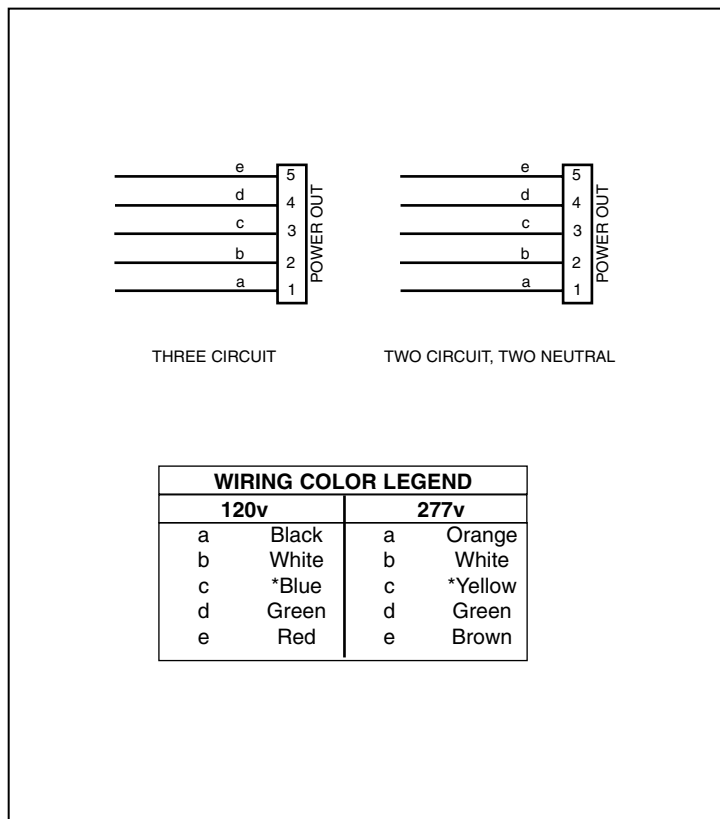 e 5
d 4
c 3
b 2
a 1
POWER OUT
THREE CIRCUIT
e 5
d 4
c 3
b 2
a 1
POWER OUT
TWO CIRCUIT, TWO NEUTRAL
WIRING COLOR LEGEND
120v 277v
a Black a Orange
b White b White
c *Blue c *Yellow
d Green d Green
e Red e Brown